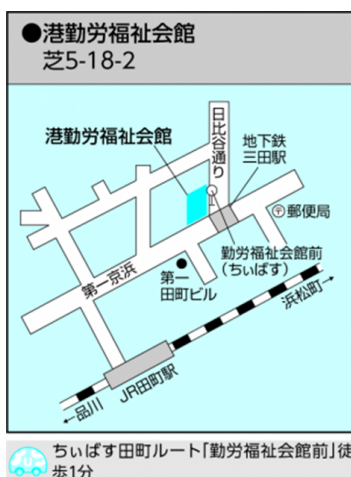 ●港勤労福祉会館
芝5-18-2
日比谷通り
港勤労福祉会館
地下鉄
三田駅
〒郵便局
勤労福祉会館前
(ちぃばす)
第一京浜
第一
田町ビル
浜松町→
JR田町駅
←品川
ちぃばす田町ルート「勤労福祉会館前」徒
歩1分